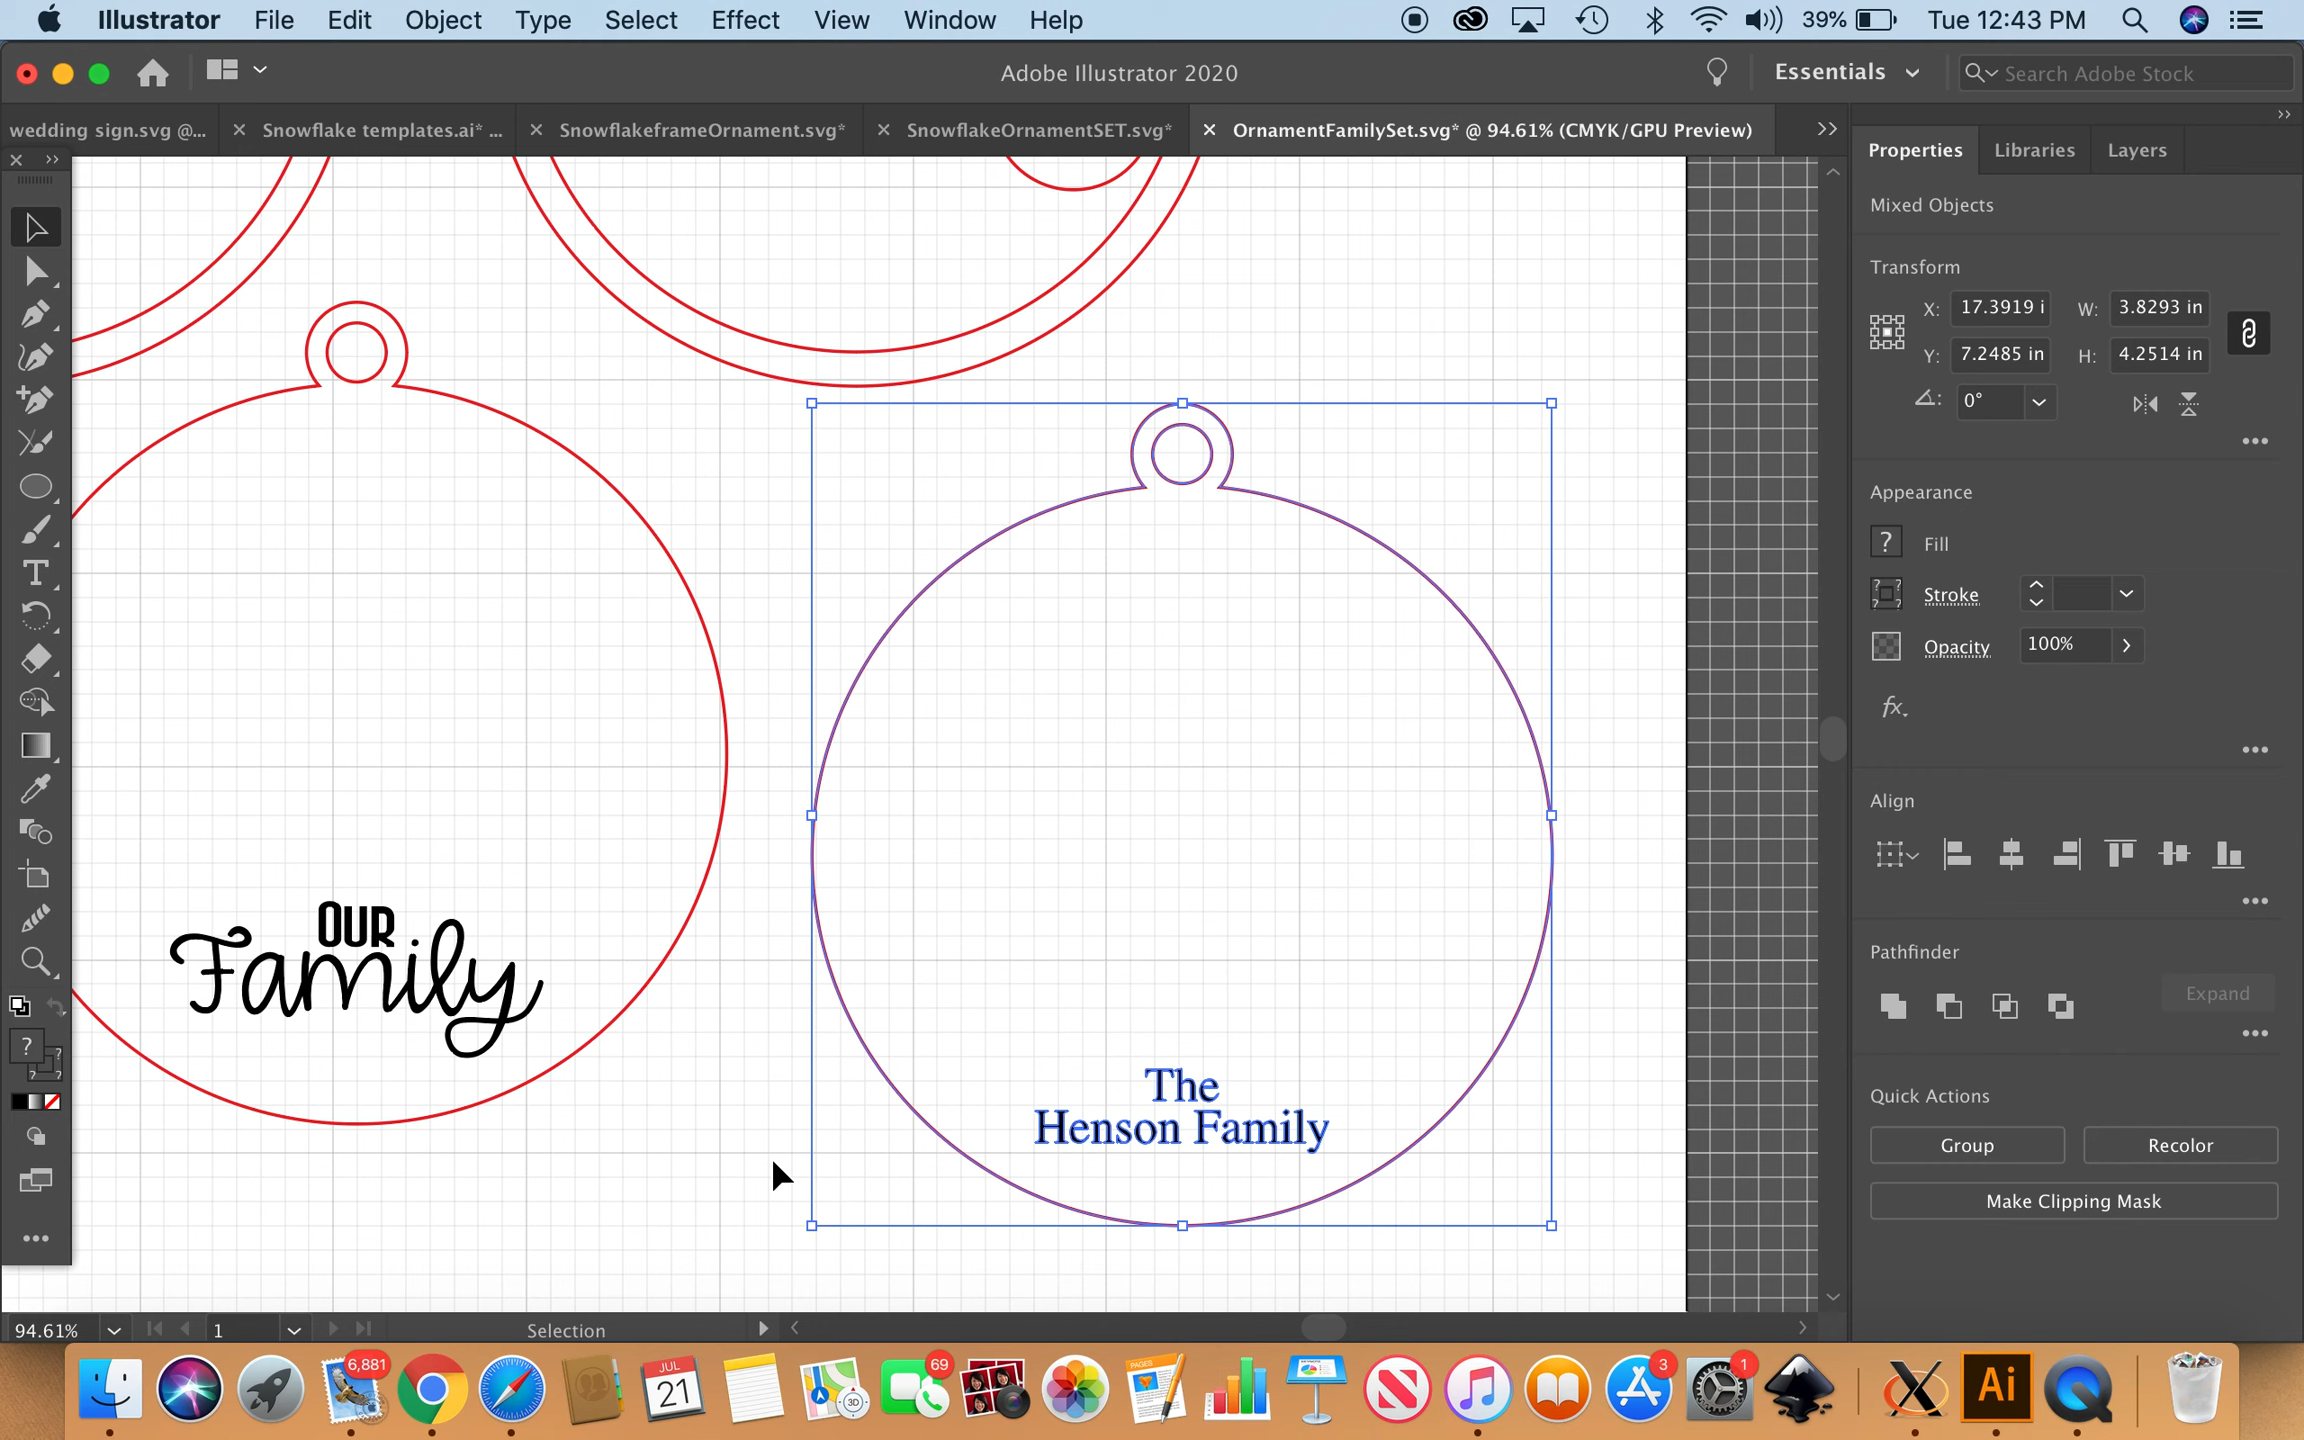 Illustrator File Edit Object Type Select Effect View Window Help 39% Tue 12:43 PM
Adobe Illustrator 2020 Essentials Search Adobe Stock
wedding sign.svg @... × Snowflake templates.ai* ... × SnowflakeframeOrnament.svg* × SnowflakeOrnamentSET.svg* × OrnamentFamilySet.svg* @ 94.61% (CMYK/GPU Preview)
Properties Libraries Layers
Mixed Objects
Transform
X: 17.3919 i W: 3.8293 in
Y: 7.2485 in H: 4.2514 in
0°
Appearance
? Fill
Stroke
Opacity 100%
fx.
Align
Pathfinder
Expand
Quick Actions
Group Recolor
Make Clipping Mask
OUR
Family
The
Henson Family
94.61% 1 Selection
6,881
JUL
21
3D
69
PAGES
3
1
Ai